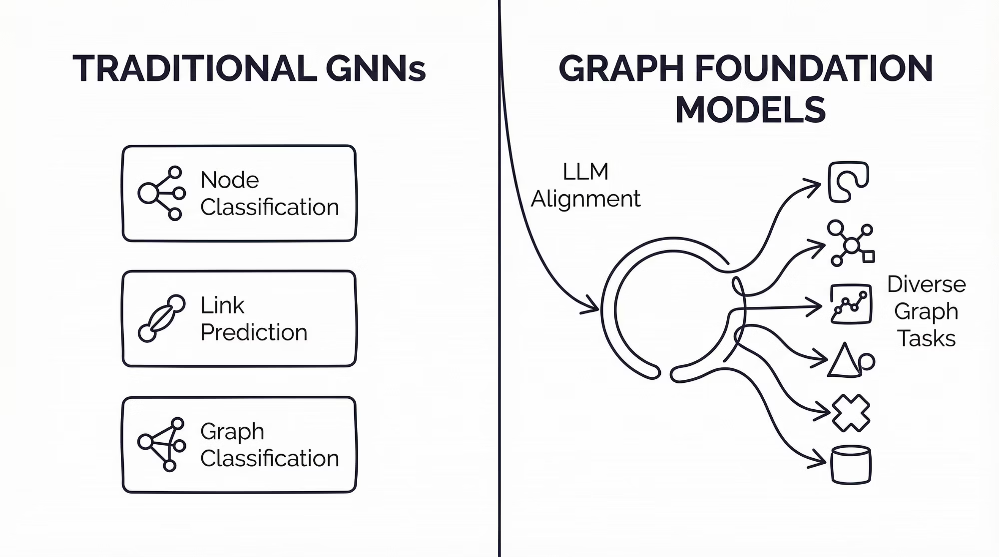 TRADITIONAL GNNs
Node
Classification
Link
Prediction
Graph
Classification
GRAPH FOUNDATION
MODELS
LLM
Alignment
Diverse
Graph
Tasks